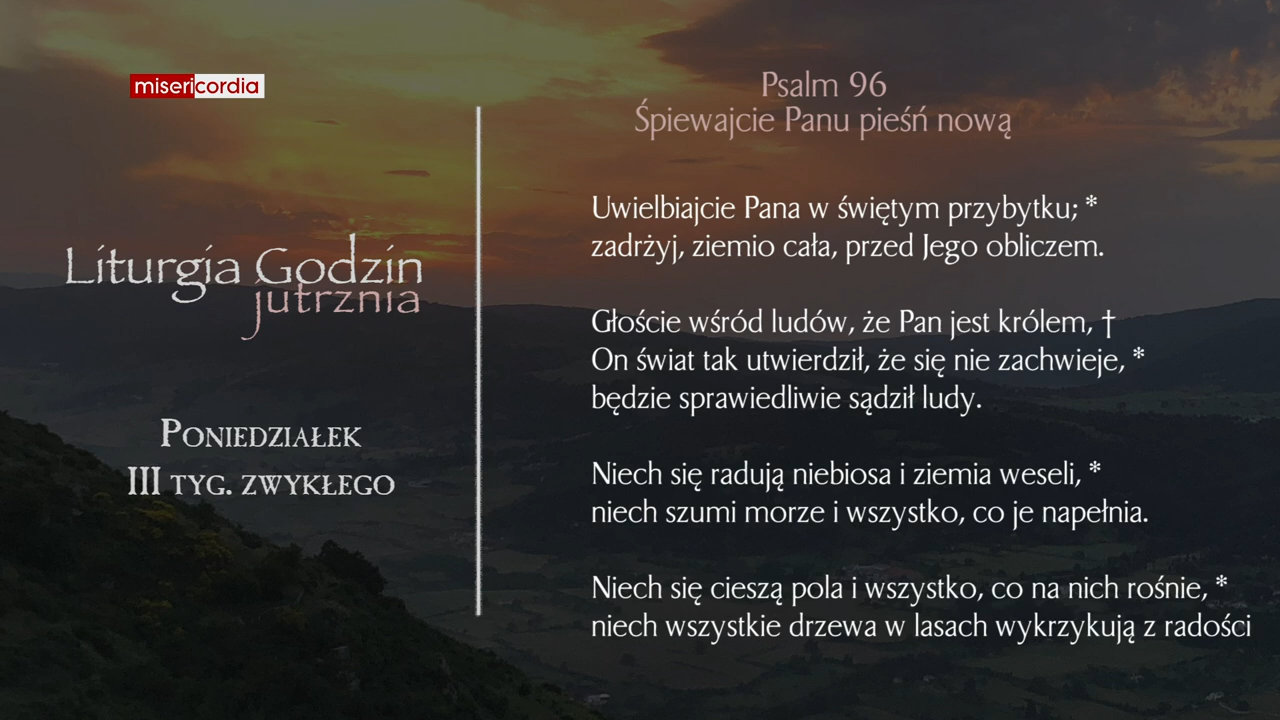 misericordia
Liturgia Godzin
jutrznia
Poniedziałek
III tyg. zwykłego
Psalm 96
Śpiewajcie Panu pieśń nową
Uwielbiajcie Pana w świętym przybytku; *
zadrżyj, ziemio cała, przed Jego obliczem.
Głoście wśród ludów, że Pan jest królem, †
On świat tak utwierdził, że się nie zachwieje, *
będzie sprawiedliwie sądził ludy.
Niech się radują niebiosa i ziemia weseli, *
niech szumi morze i wszystko, co je napełnia.
Niech się cieszą pola i wszystko, co na nich rośnie, *
niech wszystkie drzewa w lasach wykrzykują z radości